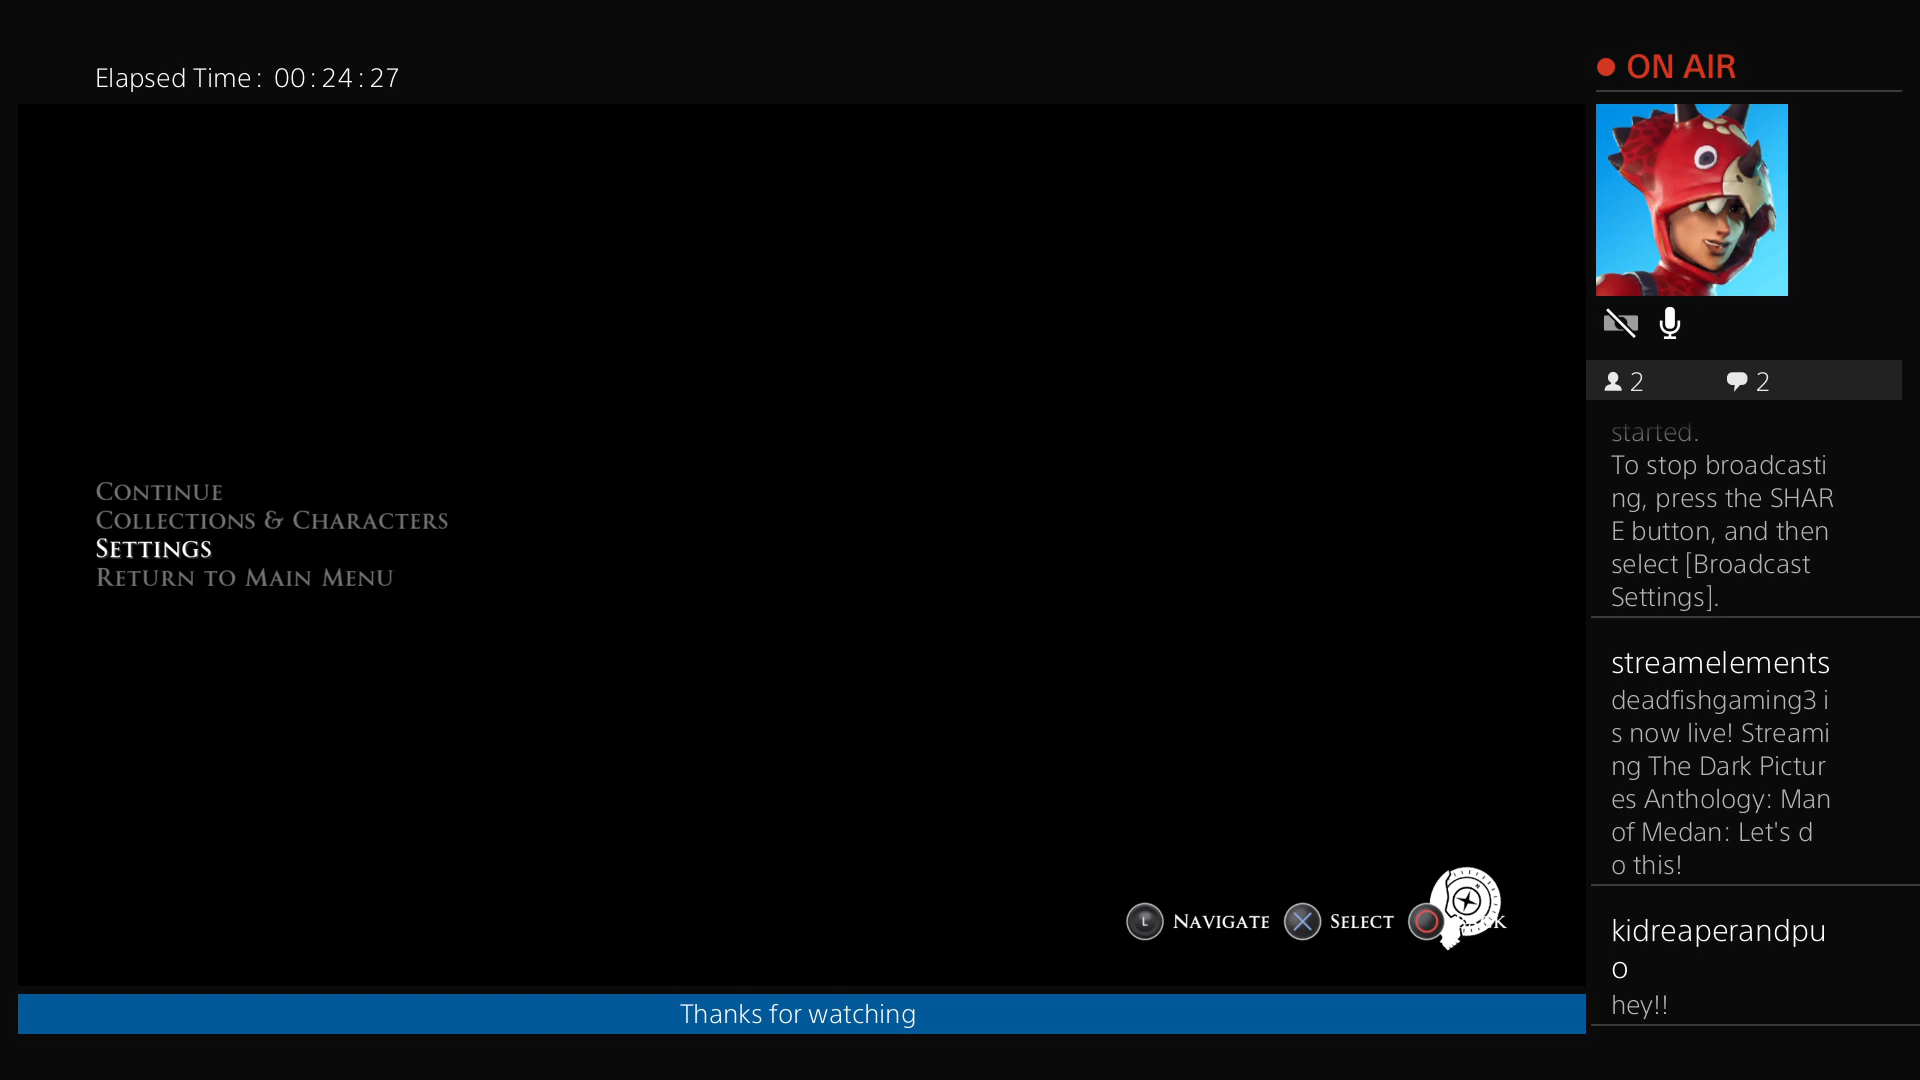 Elapsed Time: 00:24:27
CONTINUE
COLLECTIONS & CHARACTERS
SETTINGS
RETURN TO MAIN MENU
L NAVIGATE SELECT
Thanks for watching
ON AIR
2 2
started.
To stop broadcasti
ng, press the SHAR
E button, and then
select [Broadcast
Settings].
streamelements
deadfishgaming3 i
s now live! Streami
ng The Dark Pictur
es Anthology: Man
of Medan: Let's d
o this!
kidreaperandpu
o
hey!!